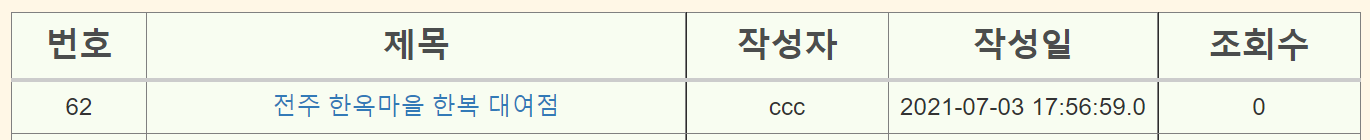 번호 제목 작성자 작성일 조회수
62 전주 한옥마을 한복 대여점 ccc 2021-07-03 17:56:59.0 0